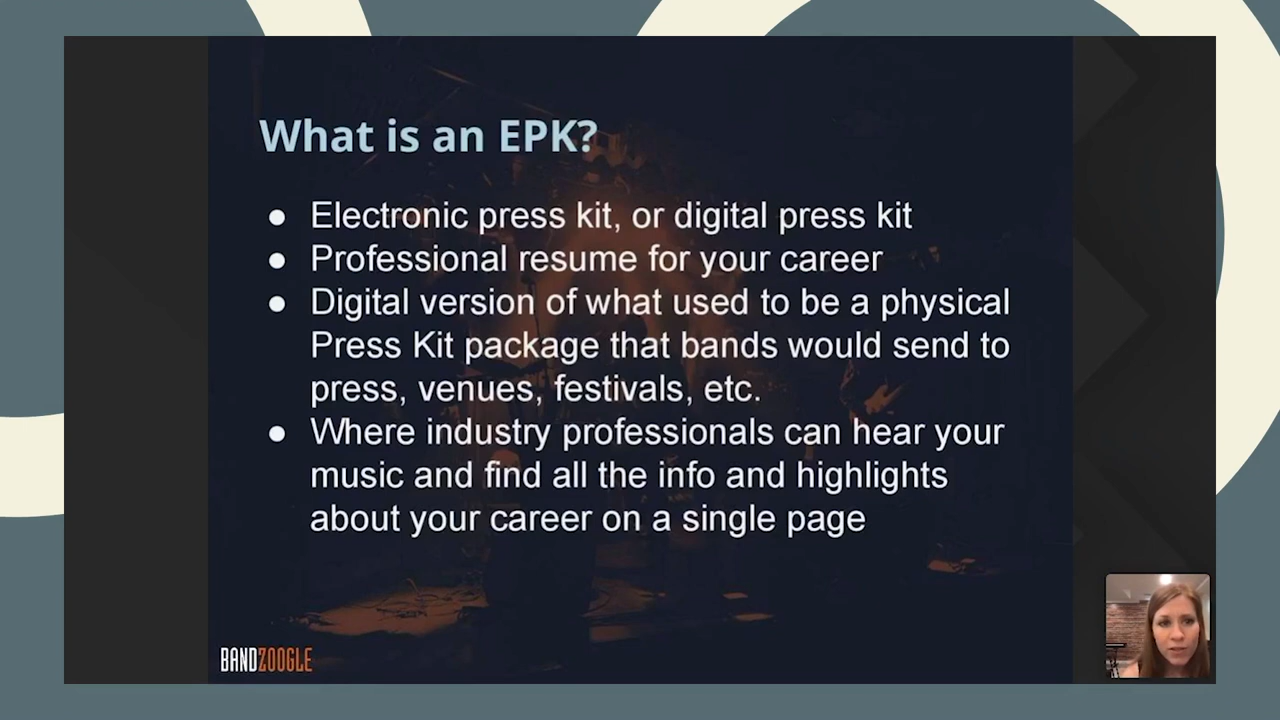 What is an EPK?
● Electronic press kit, or digital press kit
● Professional resume for your career
● Digital version of what used to be a physical
Press Kit package that bands would send to
press, venues, festivals, etc.
● Where industry professionals can hear your
music and find all the info and highlights
about your career on a single page
BANDZOOGLE